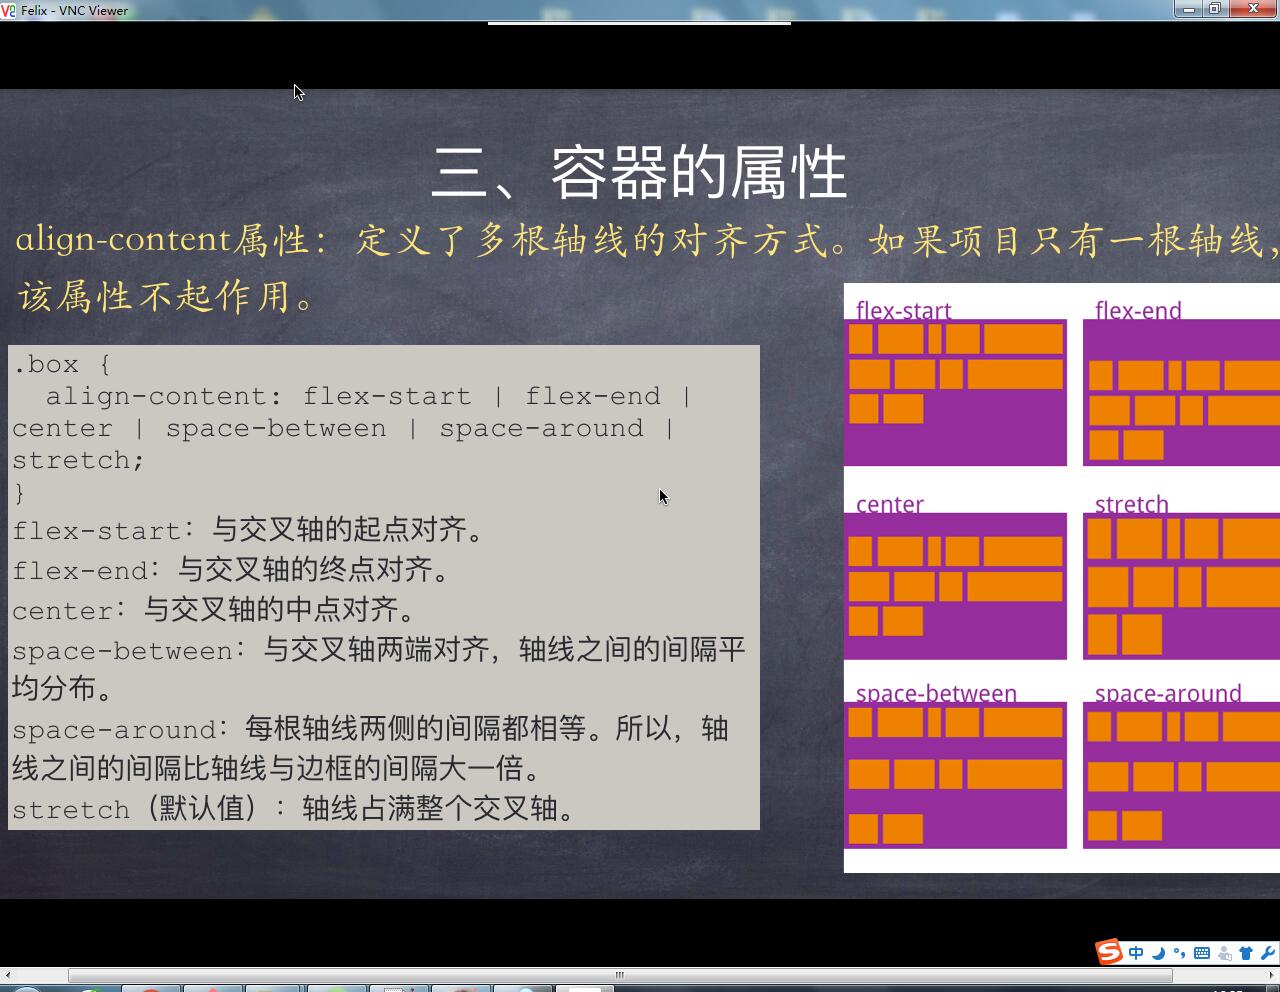 Felix - VNC Viewer
三、容器的属性
align-content属性：定义了多根轴线的对齐方式。如果项目只有一根轴线，
该属性不起作用。
.box {
align-content: flex-start | flex-end |
center | space-between | space-around |
stretch;
}
flex-start：与交叉轴的起点对齐。
flex-end：与交叉轴的终点对齐。
center：与交叉轴的中点对齐。
space-between：与交叉轴两端对齐，轴线之间的间隔平
均分布。
space-around：每根轴线两侧的间隔都相等。所以，轴
线之间的间隔比轴线与边框的间隔大一倍。
stretch（默认值）：轴线占满整个交叉轴。
flex-start
flex-end
center
stretch
space-between
space-around
中